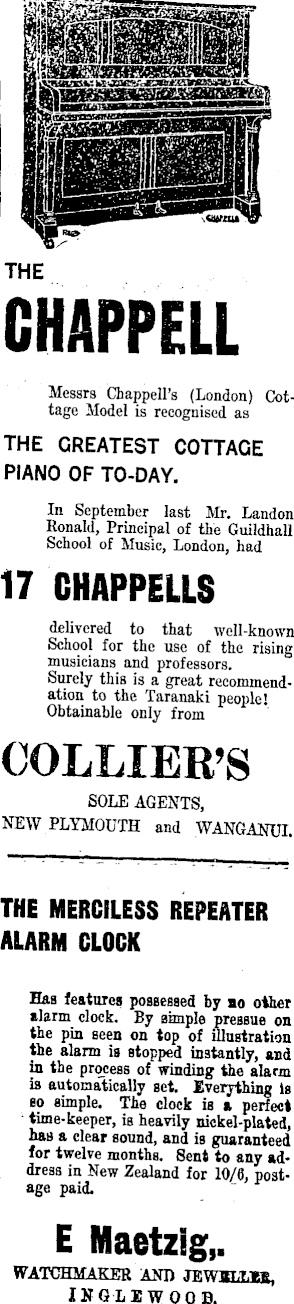 CHAPPELL
THE
CHAPPELL
Messrs Chappell's (London) Cot-
tage Model is recognised as
THE GREATEST COTTAGE
PIANO OF TO-DAY.
In September last Mr. Landon
Ronald, Principal of the Guildhall
School of Music, London, had
17 CHAPPELLS
delivered to that well-known
School for the use of the rising
musicians and professors.
Surely this is a great recommend-
ation to the Taranaki people!
Obtainable only from
COLLIER'S
SOLE AGENTS,
NEW PLYMOUTH and WANGANUI.
THE MERCILESS REPEATER
ALARM CLOCK
Has features possessed by no other
alarm clock. By simple pressue on
the pin seen on top of illustration
the alarm is stopped instantly, and
in the process of winding the alarm
is automatically set. Everything is
so simple. The clock is a perfect
time-keeper, is heavily nickel-plated,
has a clear sound, and is guaranteed
for twelve months. Sent to any ad-
dress in New Zealand for 10/6, post-
age paid.
E Maetzig,.
WATCHMAKER AND JEWELLER,
INGLEWOOD.